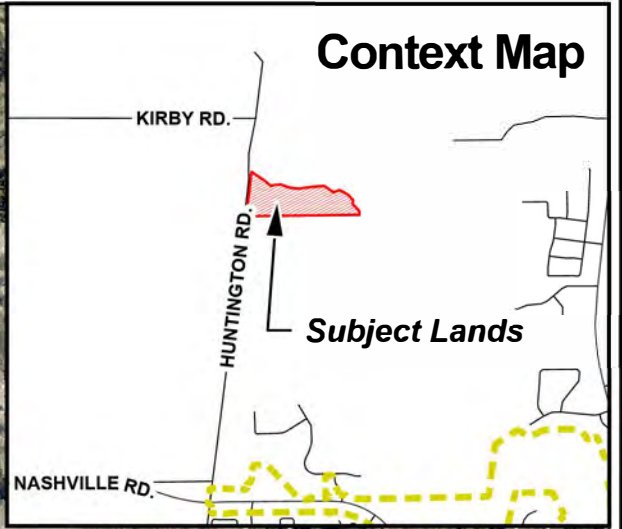 Context Map
KIRBY RD.
HUNTINGTON RD.
Subject Lands
NASHVILLE RD.